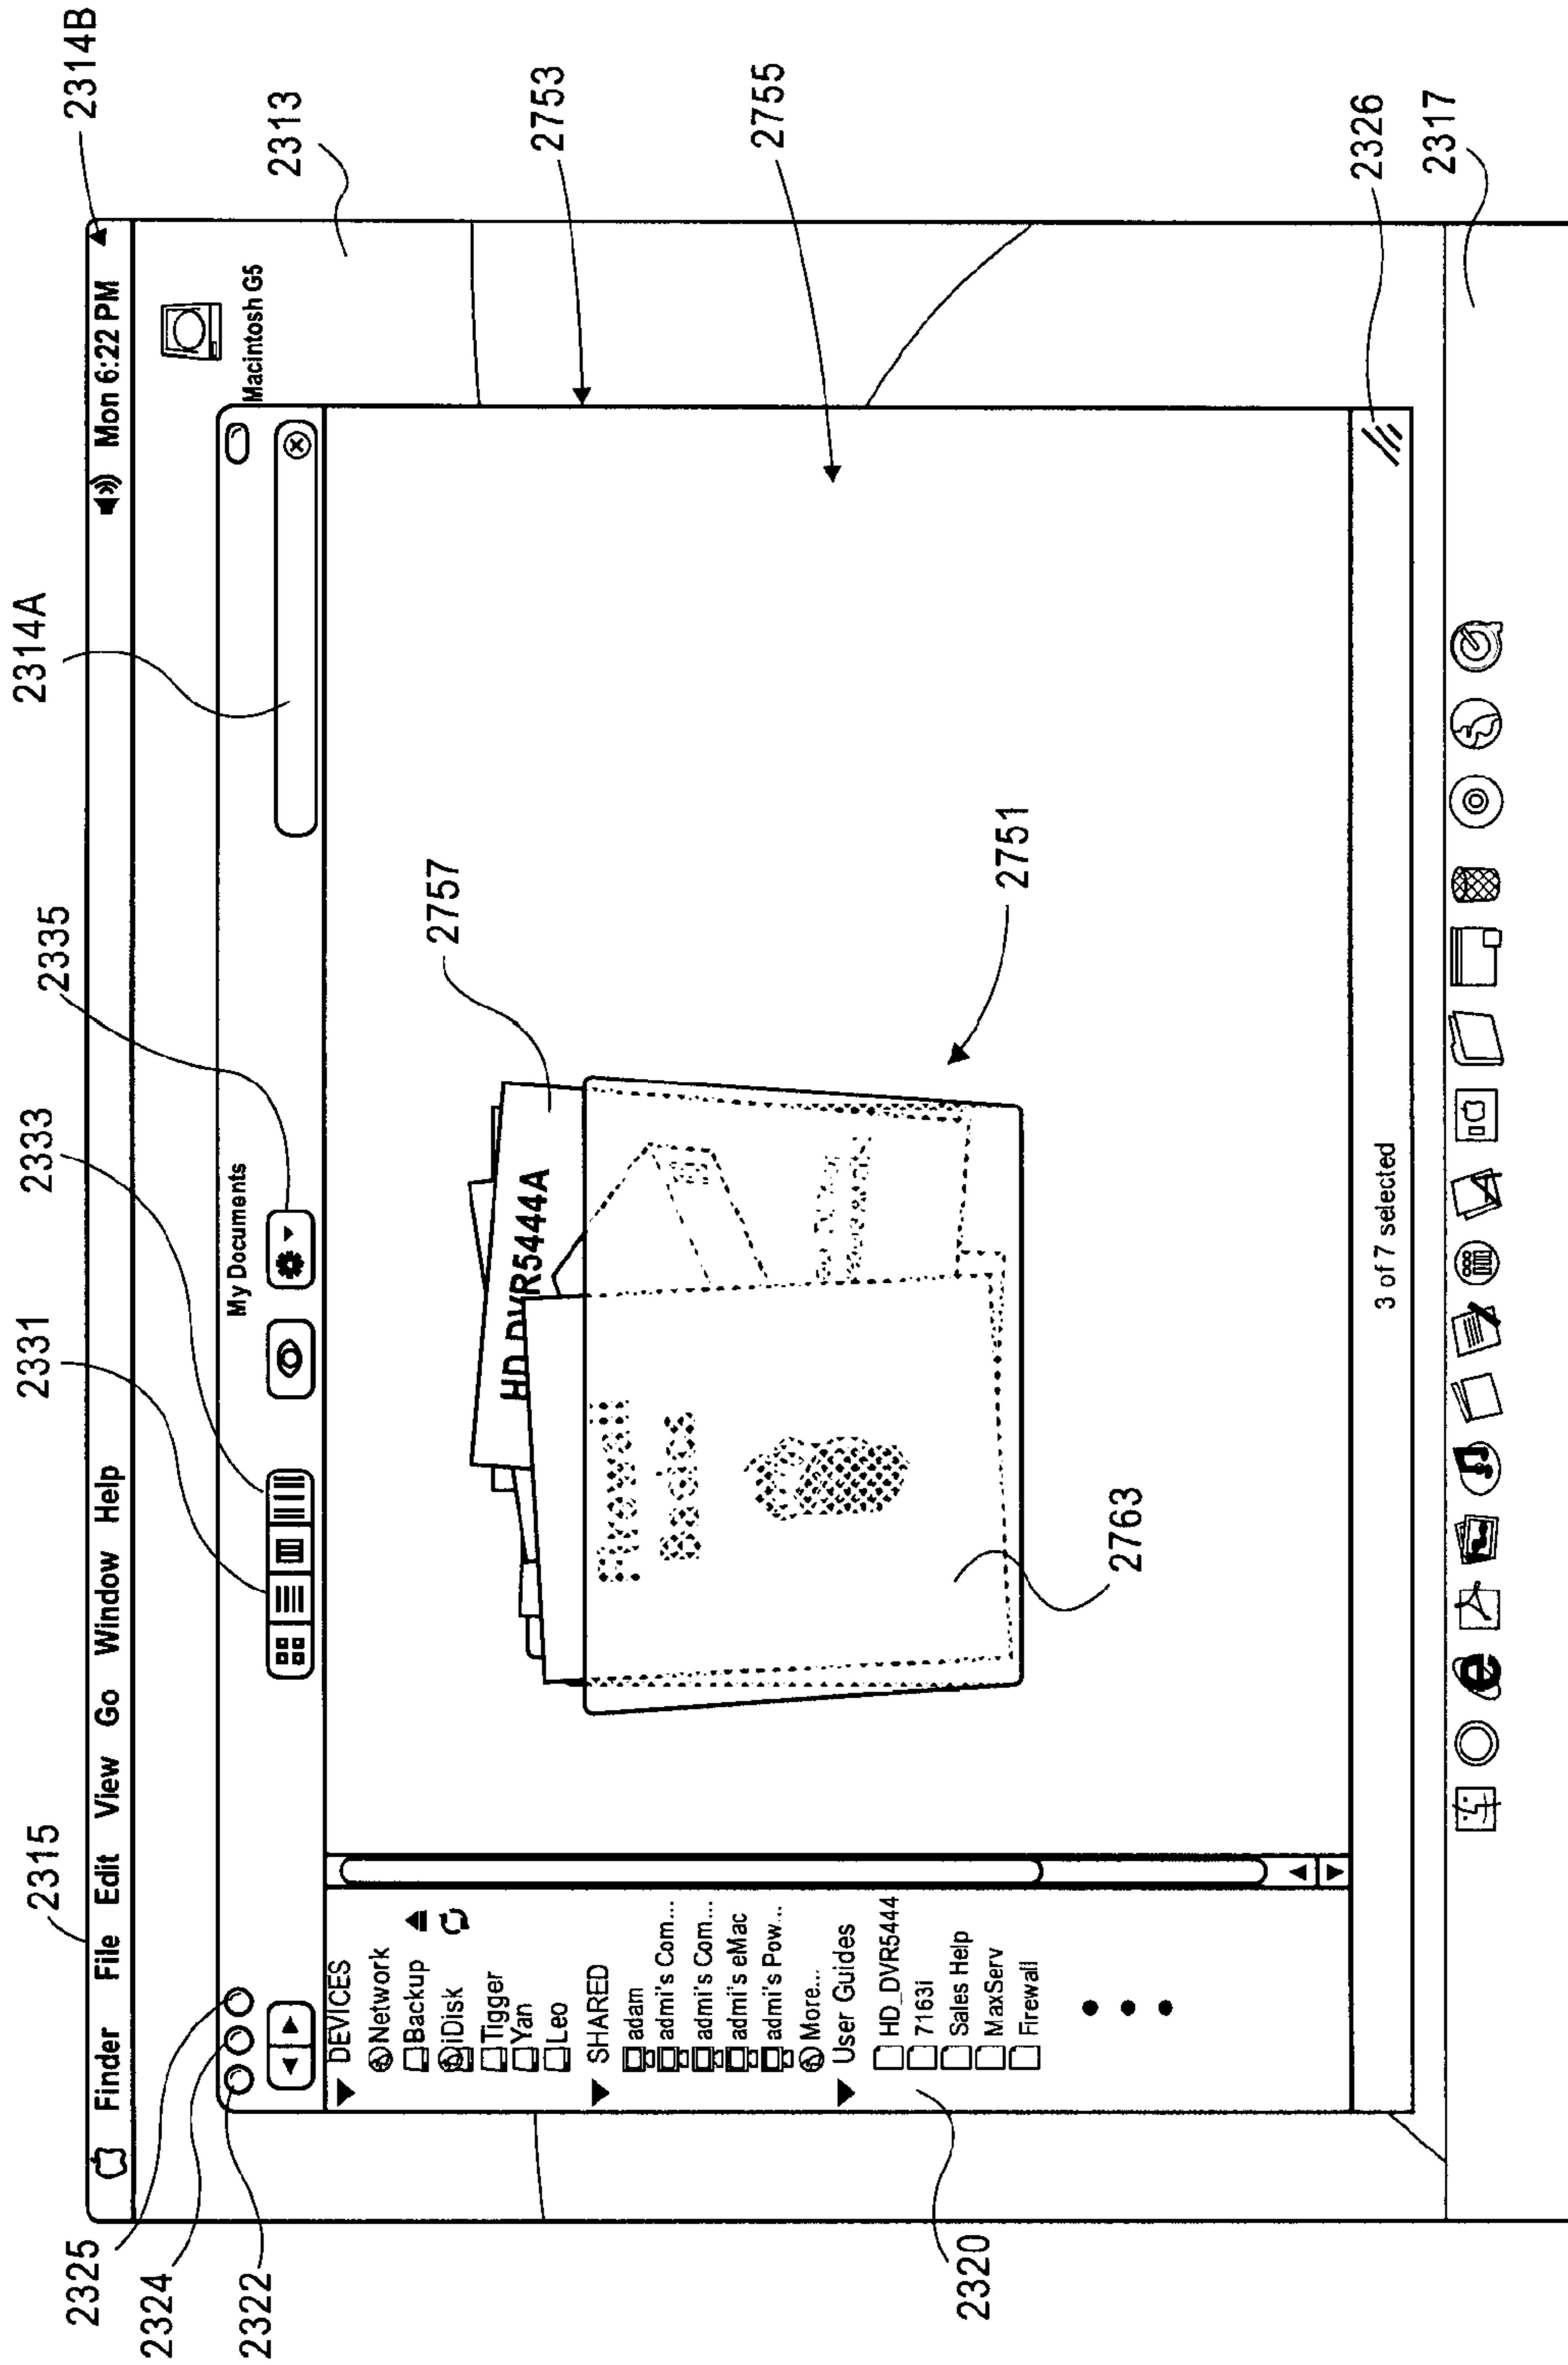 2314A
2314B
2315
2331
2333
2335
2313
2325
2324
2322
Finder File Edit View Go Window Help
Mon 6:22 PM
Macintosh G5
My Documents
DEVICES
Network
Backup
iDisk
Tigger
Yan
Leo
SHARED
adam
admi's Com...
admi's Com...
admi's eMac
admi's Pow...
More...
User Guides
HD_DVR5444
7163i
Sales Help
MaxServ
Firewall
2757
2753
2755
HD DVR5444A
Firewall
Basics
2751
2763
2320
3 of 7 selected
2326
2317